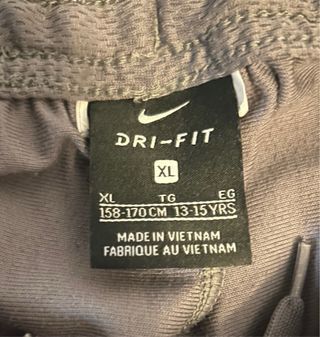 DRI-FIT
XL
XL TG EG
158-170CM 13-15YRS
MADE IN VIETNAM
FABRIQUE AU VIETNAM